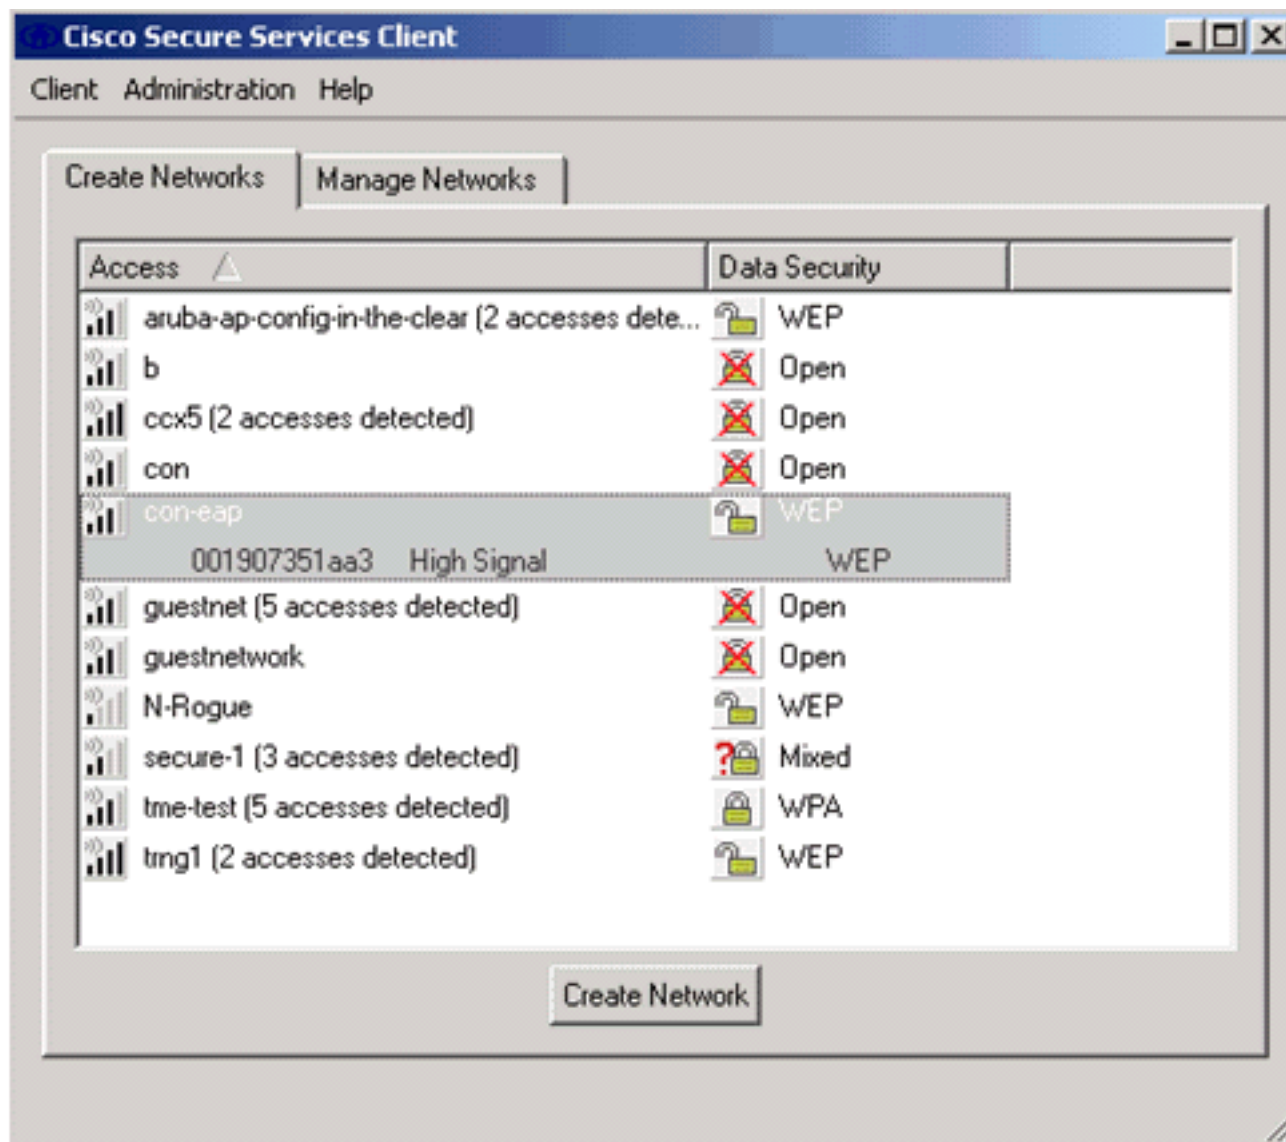 Cisco Secure Services Client
Client Administration Help
Create Networks Manage Networks
Access Data Security
aruba-ap-config-in-the-clear (2 accesses dete... WEP
b Open
ccx5 (2 accesses detected) Open
con Open
con-eap WEP
001907351aa3 High Signal WEP
guestnet (5 accesses detected) Open
guestnetwork Open
N-Rogue WEP
secure-1 (3 accesses detected) Mixed
tme-test (5 accesses detected) WPA
trng1 (2 accesses detected) WEP
Create Network